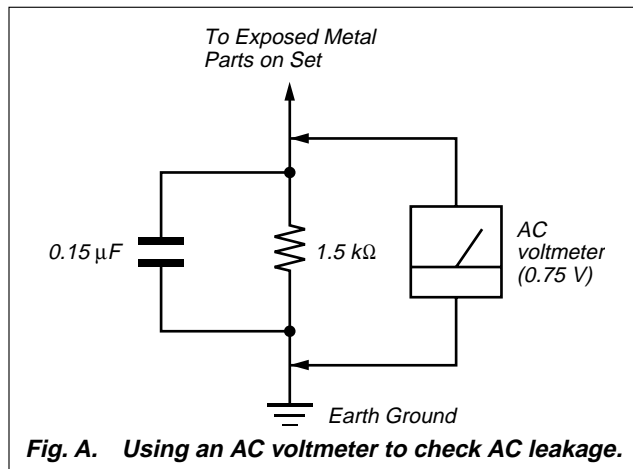 To Exposed Metal
Parts on Set
0.15 μF
1.5 kΩ
AC
voltmeter
(0.75 V)
Earth Ground
Fig. A. Using an AC voltmeter to check AC leakage.